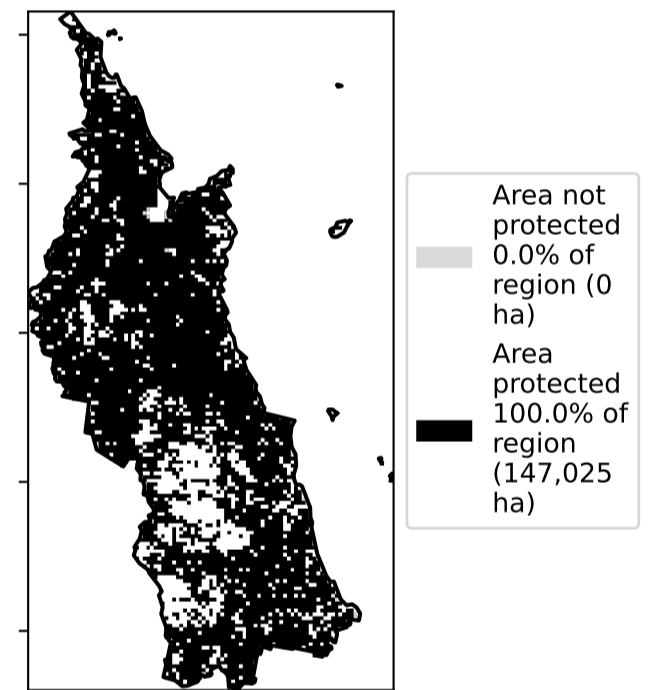 Area not
protected
0.0% of
region (0
ha)
Area
protected
100.0% of
region
(147,025
ha)